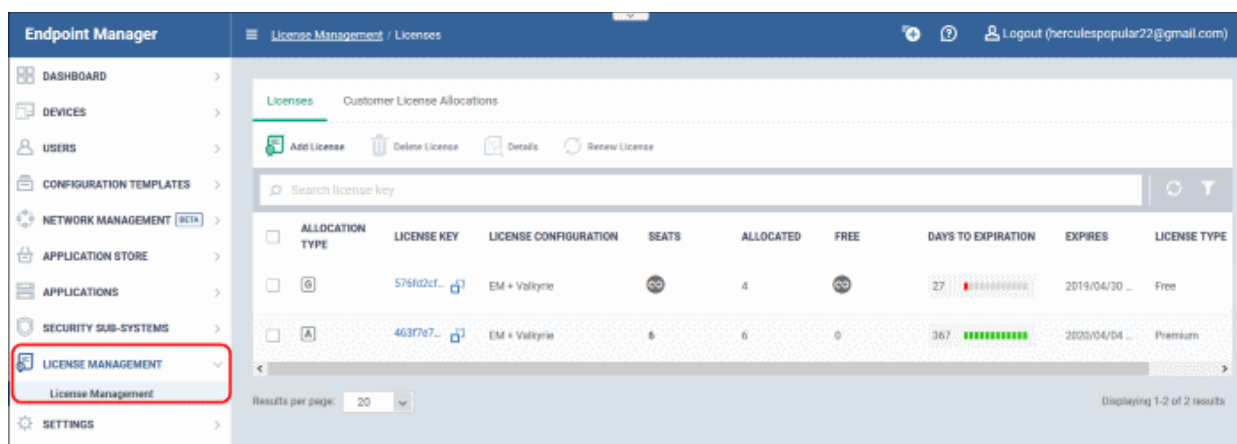 Endpoint Manager
License Management / Licenses
Logout (herculespopular22@gmail.com)
DASHBOARD
DEVICES
USERS
CONFIGURATION TEMPLATES
NETWORK MANAGEMENT BETA
APPLICATION STORE
APPLICATIONS
SECURITY SUB-SYSTEMS
LICENSE MANAGEMENT
License Management
SETTINGS
Licenses Customer License Allocations
Add License Delete License Details Renew License
Search license key
ALLOCATION TYPE LICENSE KEY LICENSE CONFIGURATION SEATS ALLOCATED FREE DAYS TO EXPIRATION EXPIRES LICENSE TYPE
G 576fd2cf... EM + Valkyrie 4 27 2019/04/30 ... Free
A 463f7e7... EM + Valkyrie 6 6 0 367 2020/04/04 ... Premium
Results per page: 20
Displaying 1-2 of 2 results